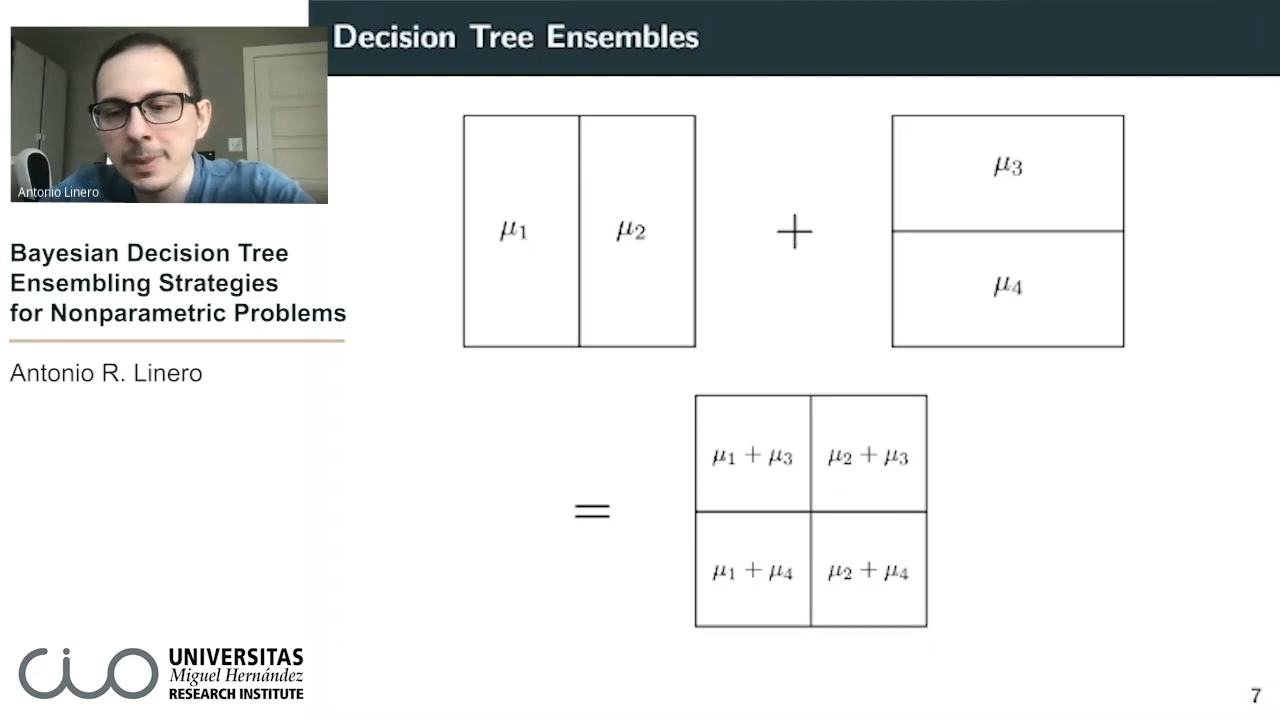 Decision Tree Ensembles
Antonio Linero
Bayesian Decision Tree
Ensembling Strategies
for Nonparametric Problems
Antonio R. Linero
μ₁ μ₂ + μ₃
μ₄
=
μ₁ + μ₃ μ₂ + μ₃
μ₁ + μ₄ μ₂ + μ₄
cio
UNIVERSITAS
Miguel Hernández
RESEARCH INSTITUTE
7